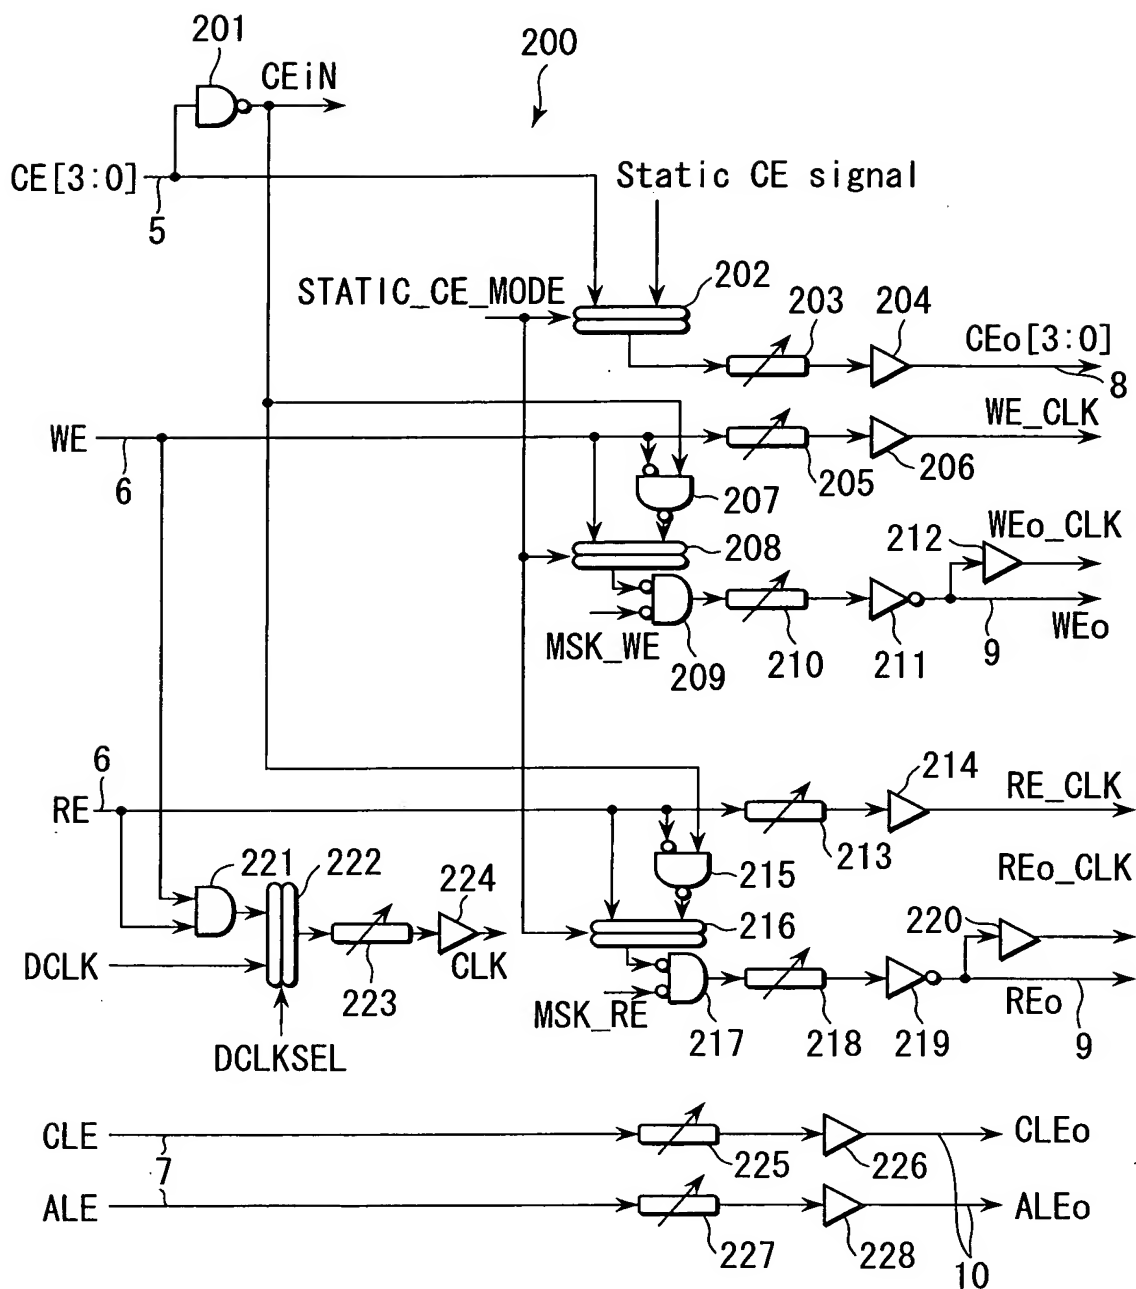 201
CEiN
200
CE[3:0]
5
Static CE signal
STATIC_CE_MODE
202
203
204
CEo[3:0]
8
WE
6
205
206
WE_CLK
207
208
212
WEo_CLK
MSK_WE
209
210
211
9
WEo
6
RE
213
214
RE_CLK
215
REo_CLK
221
222
224
216
220
DCLK
223
CLK
MSK_RE
217
218
219
REo
9
DCLKSEL
CLE
7
225
226
CLEo
ALE
227
228
ALEo
10